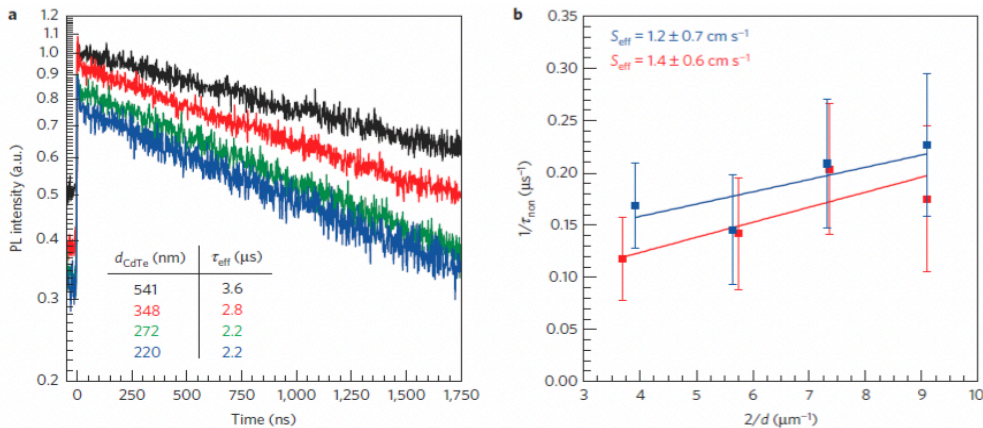 a
PL intensity (a.u.)
1.2
1.1
1.0
0.9
0.8
0.7
0.6
0.5
0.4
0.3
0.2
d_CdTe (nm) τ_eff (μs)
541 3.6
348 2.8
272 2.2
220 2.2
0 250 500 750 1,000 1,250 1,500 1,750
Time (ns)
b
1/τ_non (μs⁻¹)
0.35
0.30
0.25
0.20
0.15
0.10
0.05
0.00
S_eff = 1.2 ± 0.7 cm s⁻¹
S_eff = 1.4 ± 0.6 cm s⁻¹
3 4 5 6 7 8 9 10
2/d (μm⁻¹)